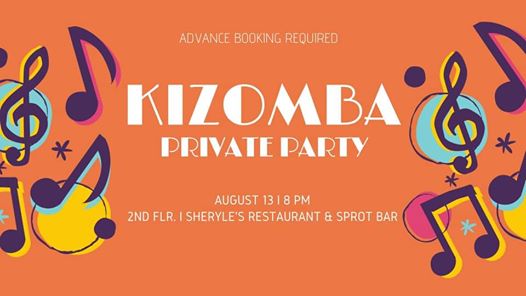 ADVANCE BOOKING REQUIRED
KIZOMBA
PRIVATE PARTY
AUGUST 13 I 8 PM
2ND FLR. I SHERYLE'S RESTAURANT & SPROT BAR